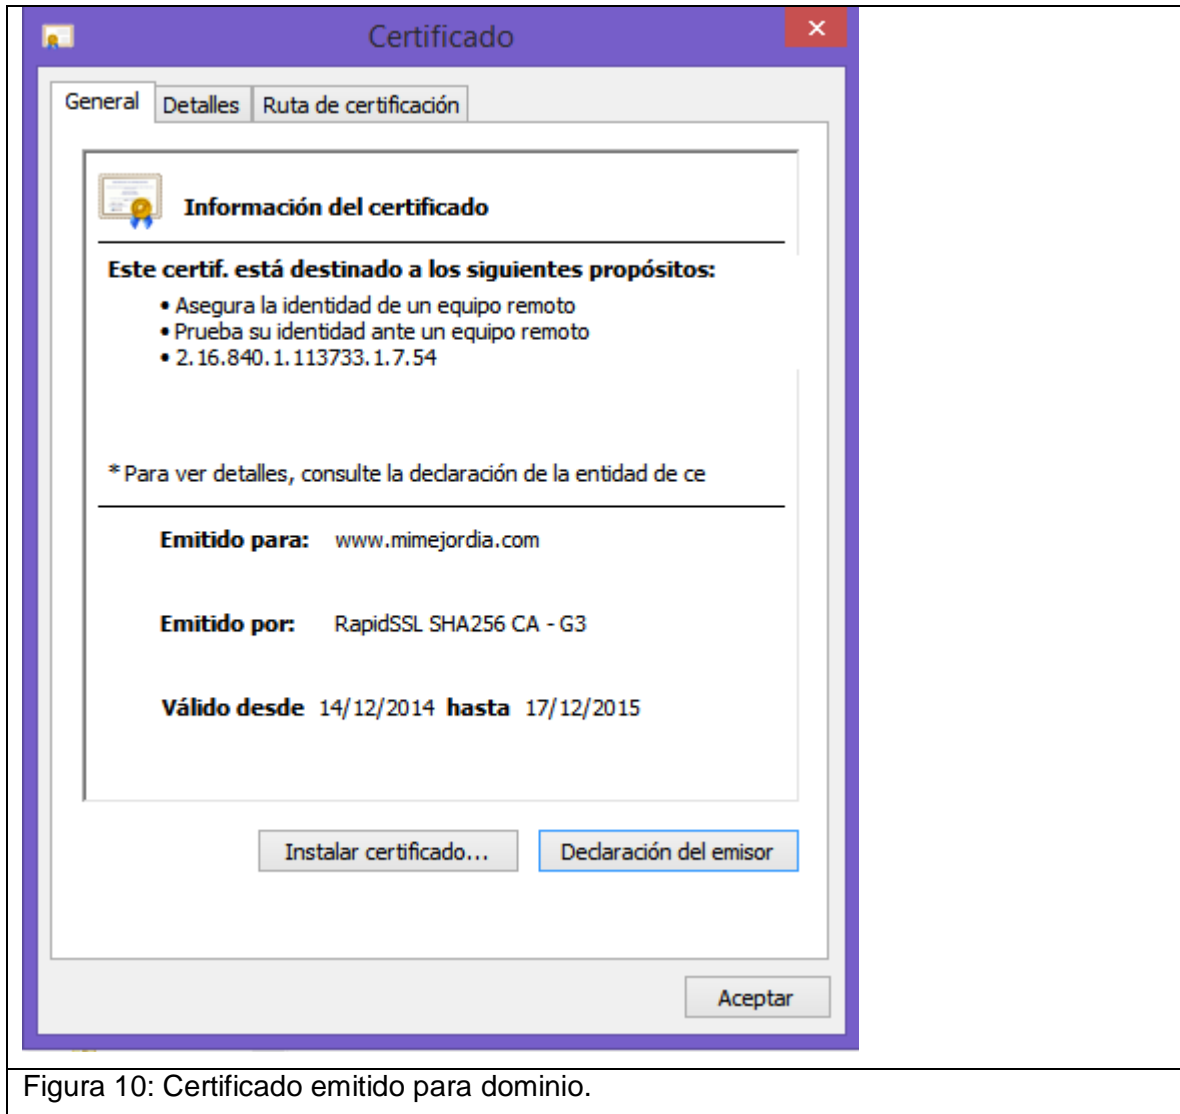 Certificado
General Detalles Ruta de certificación
Información del certificado
Este certif. está destinado a los siguientes propósitos:
• Asegura la identidad de un equipo remoto
• Prueba su identidad ante un equipo remoto
• 2.16.840.1.113733.1.7.54
* Para ver detalles, consulte la declaración de la entidad de ce
Emitido para: www.mimejordia.com
Emitido por: RapidSSL SHA256 CA - G3
Válido desde 14/12/2014 hasta 17/12/2015
Instalar certificado... Declaración del emisor
Aceptar
Figura 10: Certificado emitido para dominio.